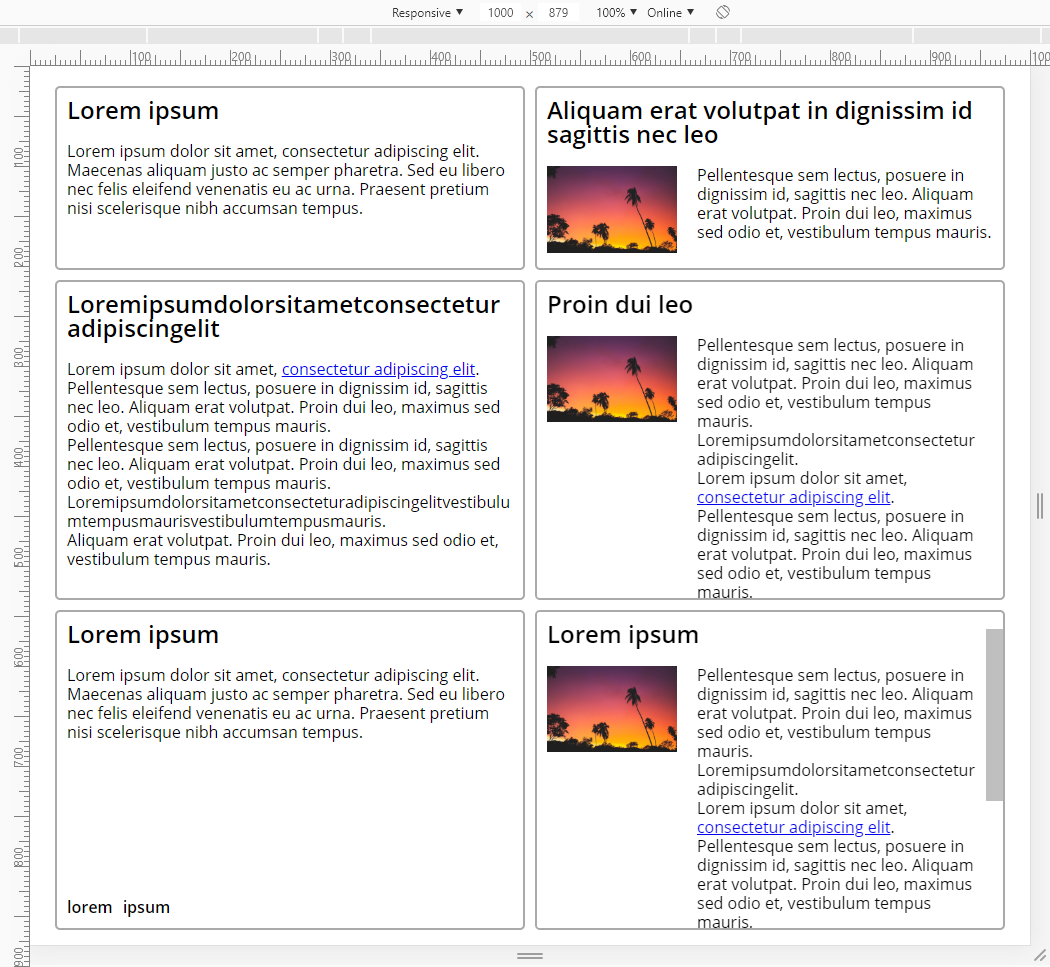 Responsive ▼ 1000 x 879 100% ▼ Online ▼
100 200 300 400 500 600 700 800 900 1000
100
200
300
400
500
600
700
800
900
Lorem ipsum
Lorem ipsum dolor sit amet, consectetur adipiscing elit.
Maecenas aliquam justo ac semper pharetra. Sed eu libero
nec felis eleifend venenatis eu ac urna. Praesent pretium
nisi scelerisque nibh accumsan tempus.
Aliquam erat volutpat in dignissim id
sagittis nec leo
Pellentesque sem lectus, posuere in
dignissim id, sagittis nec leo. Aliquam
erat volutpat. Proin dui leo, maximus
sed odio et, vestibulum tempus mauris.
Loremipsumdolorsitametconsectetur
adipiscingelit
Lorem ipsum dolor sit amet, consectetur adipiscing elit.
Pellentesque sem lectus, posuere in dignissim id, sagittis
nec leo. Aliquam erat volutpat. Proin dui leo, maximus sed
odio et, vestibulum tempus mauris.
Pellentesque sem lectus, posuere in dignissim id, sagittis
nec leo. Aliquam erat volutpat. Proin dui leo, maximus sed
odio et, vestibulum tempus mauris.
Loremipsumdolorsitametconsecteturadipiscingelitvestibulu
mtempusmaurisvestibulumtempusmauris.
Aliquam erat volutpat. Proin dui leo, maximus sed odio et,
vestibulum tempus mauris.
Proin dui leo
Pellentesque sem lectus, posuere in
dignissim id, sagittis nec leo. Aliquam
erat volutpat. Proin dui leo, maximus
sed odio et, vestibulum tempus
mauris.
Loremipsumdolorsitametconsectetur
adipiscingelit.
Lorem ipsum dolor sit amet,
consectetur adipiscing elit.
Pellentesque sem lectus, posuere in
dignissim id, sagittis nec leo. Aliquam
erat volutpat. Proin dui leo, maximus
sed odio et, vestibulum tempus
mauris.
Lorem ipsum
Lorem ipsum dolor sit amet, consectetur adipiscing elit.
Maecenas aliquam justo ac semper pharetra. Sed eu libero
nec felis eleifend venenatis eu ac urna. Praesent pretium
nisi scelerisque nibh accumsan tempus.
lorem ipsum
Lorem ipsum
Pellentesque sem lectus, posuere in
dignissim id, sagittis nec leo. Aliquam
erat volutpat. Proin dui leo, maximus
sed odio et, vestibulum tempus
mauris.
Loremipsumdolorsitametconsectetur
adipiscingelit.
Lorem ipsum dolor sit amet,
consectetur adipiscing elit.
Pellentesque sem lectus, posuere in
dignissim id, sagittis nec leo. Aliquam
erat volutpat. Proin dui leo, maximus
sed odio et, vestibulum tempus
mauris.